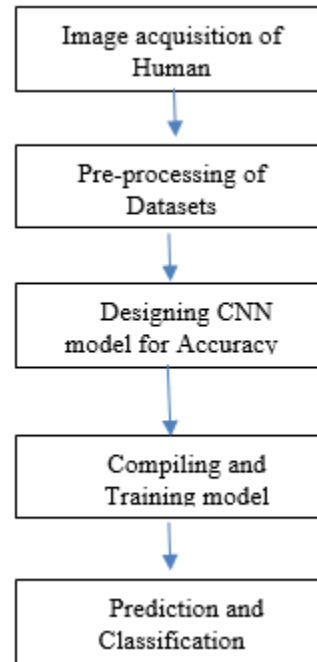 Image acquisition of
Human
Pre-processing of
Datasets
Designing CNN
model for Accuracy
Compiling and
Training model
Prediction and
Classification